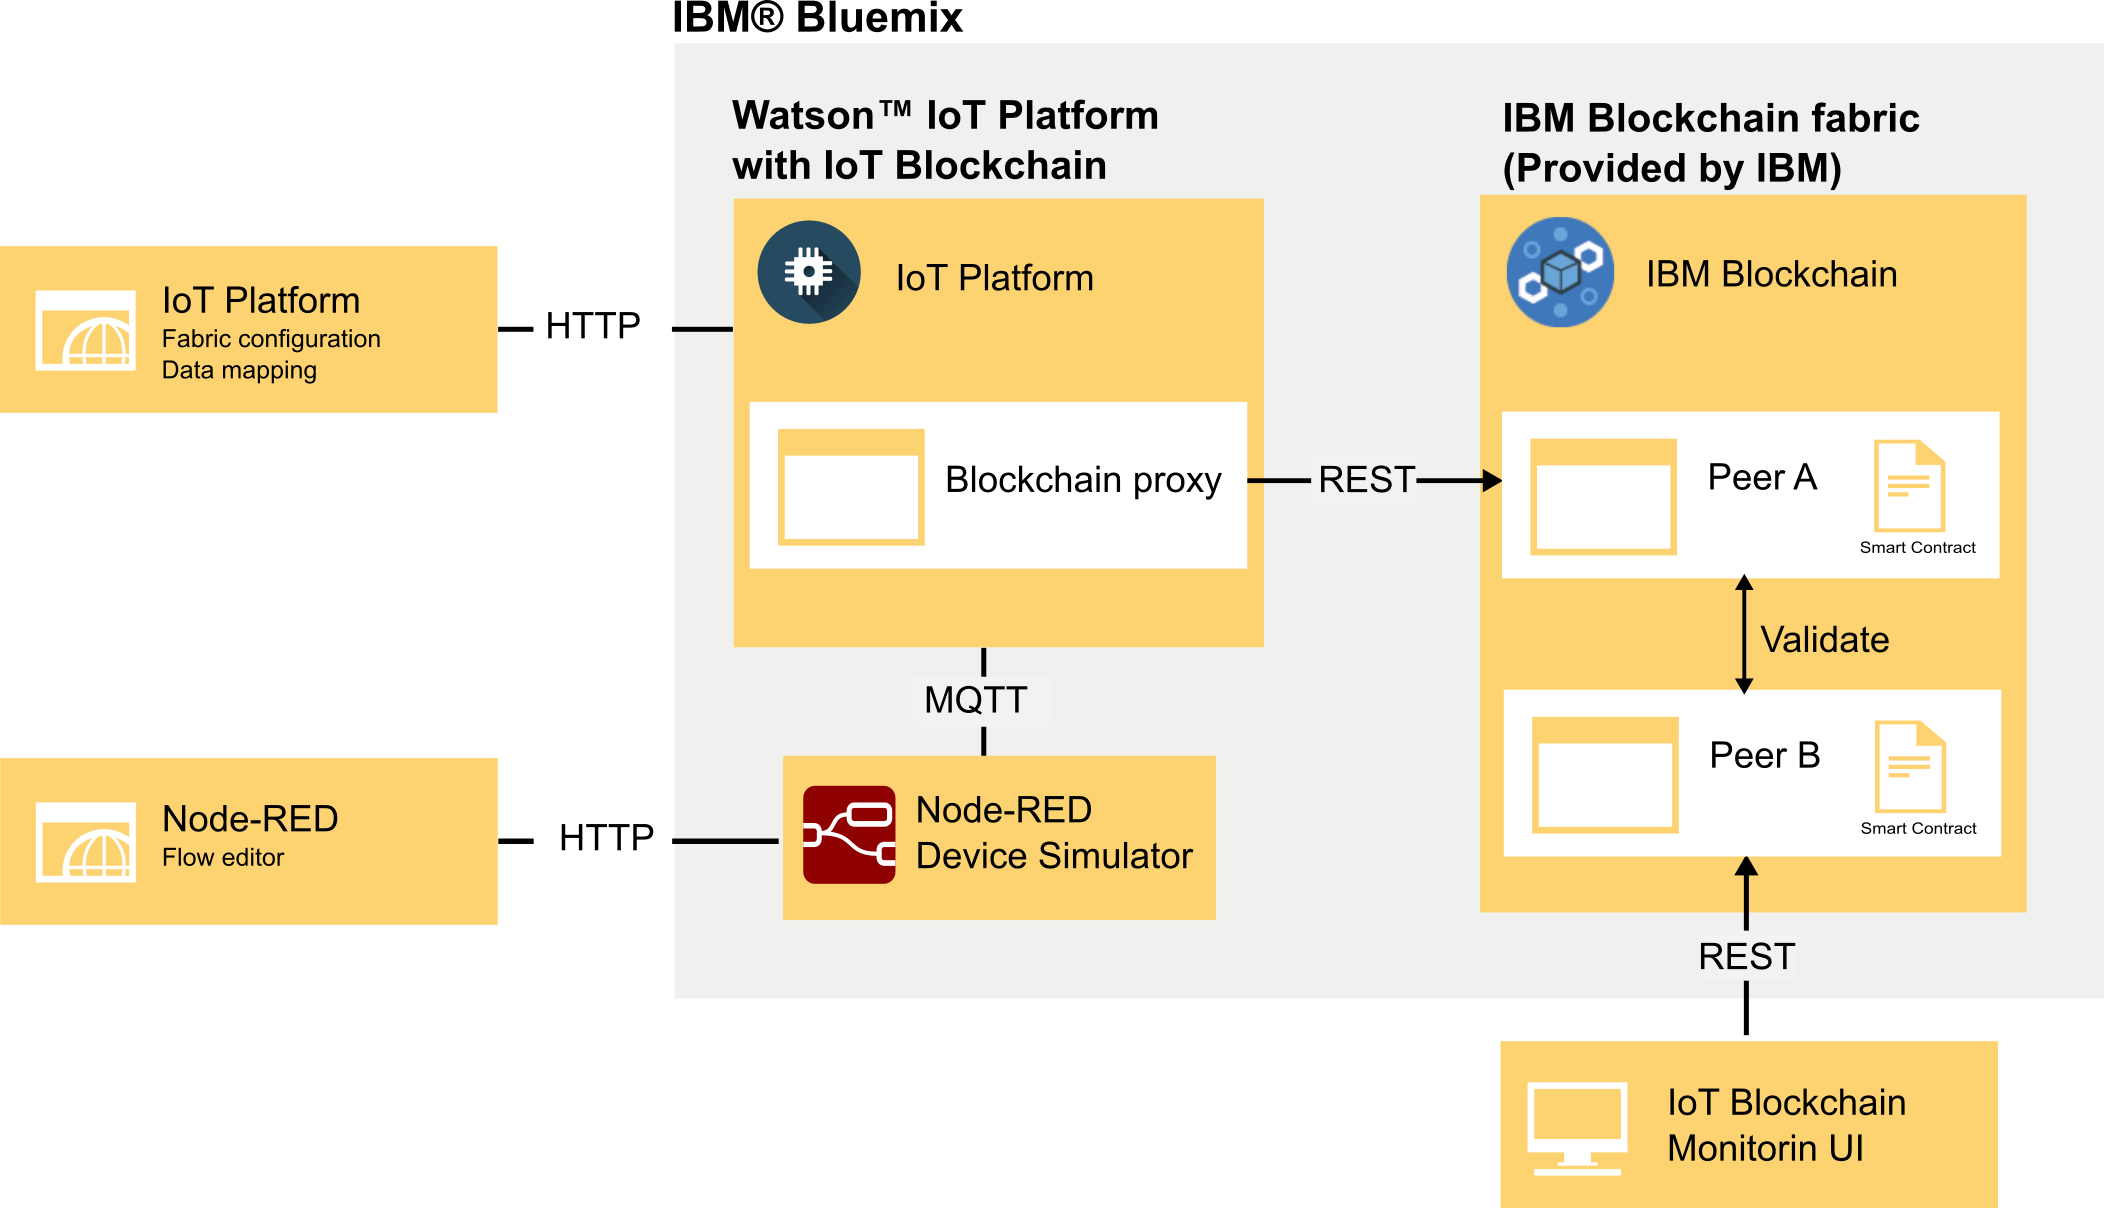 IBM® Bluemix
Watson™ IoT Platform
with IoT Blockchain
IBM Blockchain fabric
(Provided by IBM)
IoT Platform
Fabric configuration
Data mapping
HTTP
IoT Platform
IBM Blockchain
Blockchain proxy
REST
Peer A
Smart Contract
Validate
MQTT
Peer B
Smart Contract
Node-RED
Flow editor
HTTP
Node-RED
Device Simulator
REST
IoT Blockchain
Monitorin UI